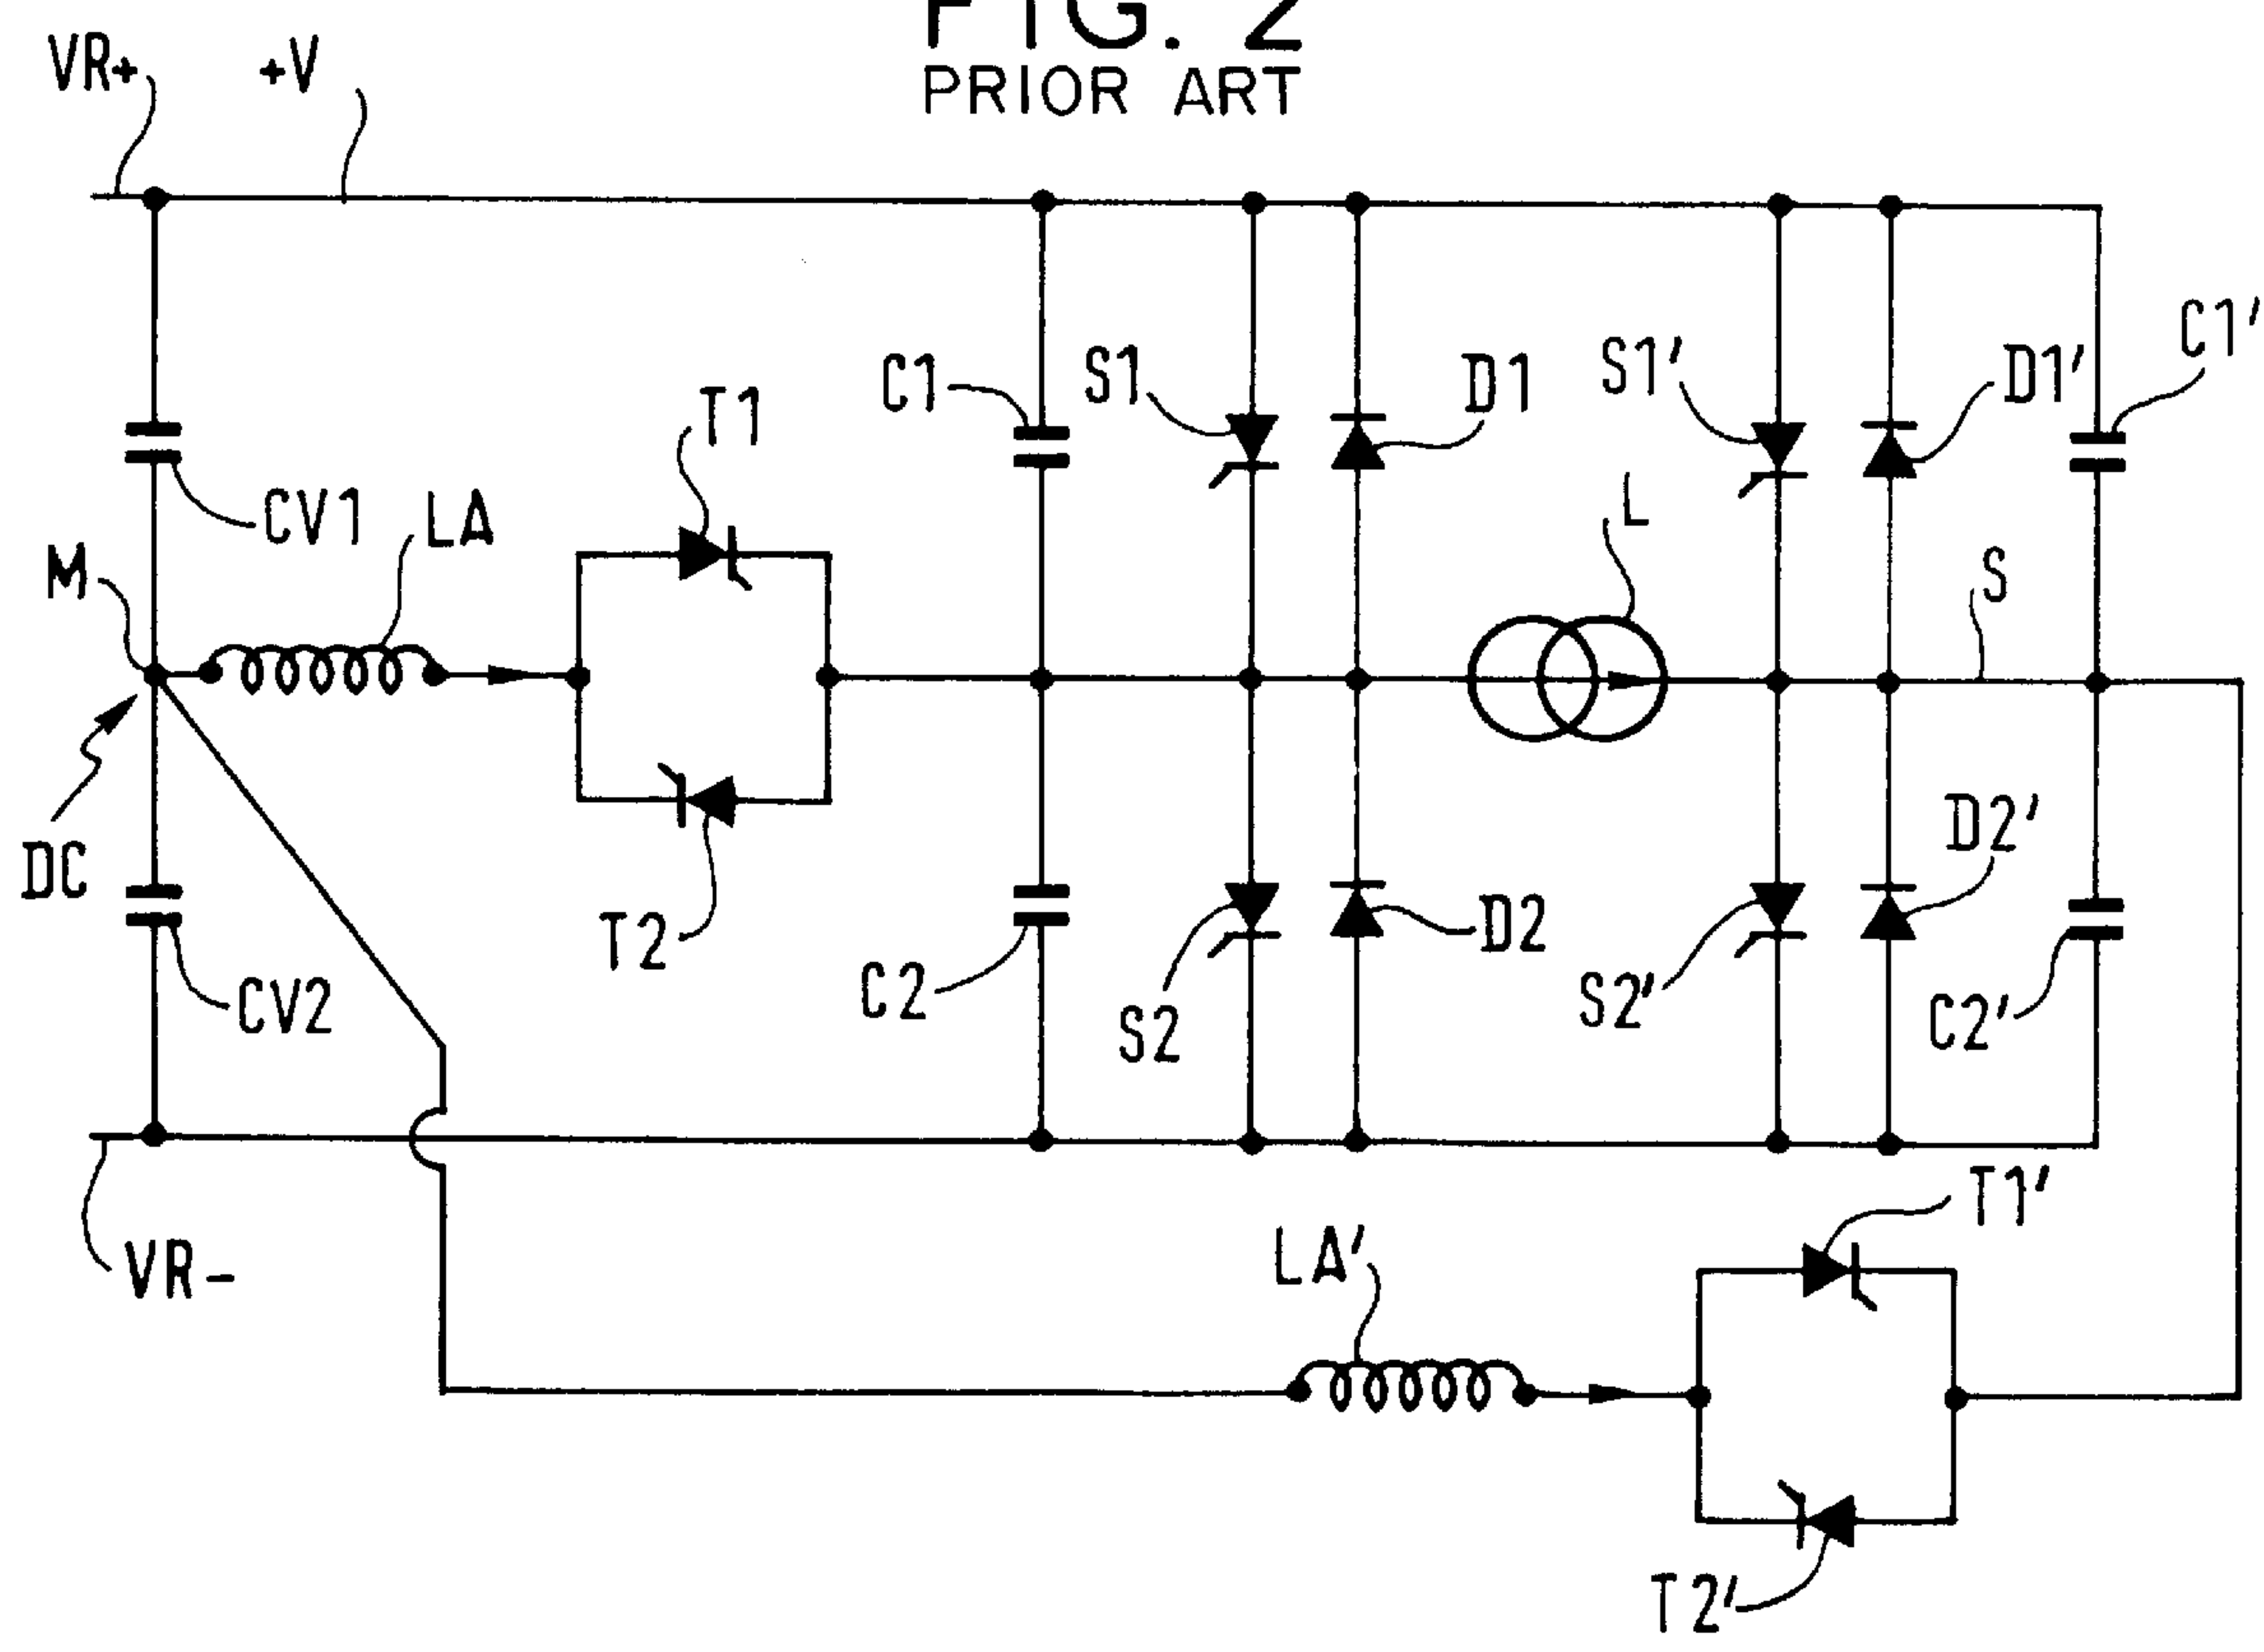 FIG. 2
PRIOR ART
VR+
+V
C1'
S1'
D1'
C1
S1
D1
T1
L
CV1
LA
M
S
D2'
DC
T2
D2
C2
CV2
S2
S2'
C2'
T1'
LA'
VR-
T2'